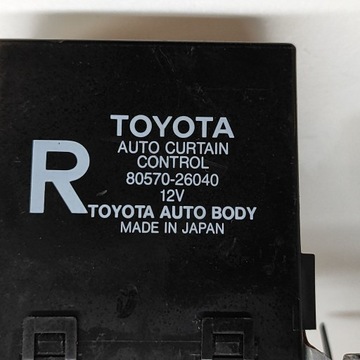 TOYOTA
AUTO CURTAIN
CONTROL
R
80570-26040
12V
TOYOTA AUTO BODY
MADE IN JAPAN